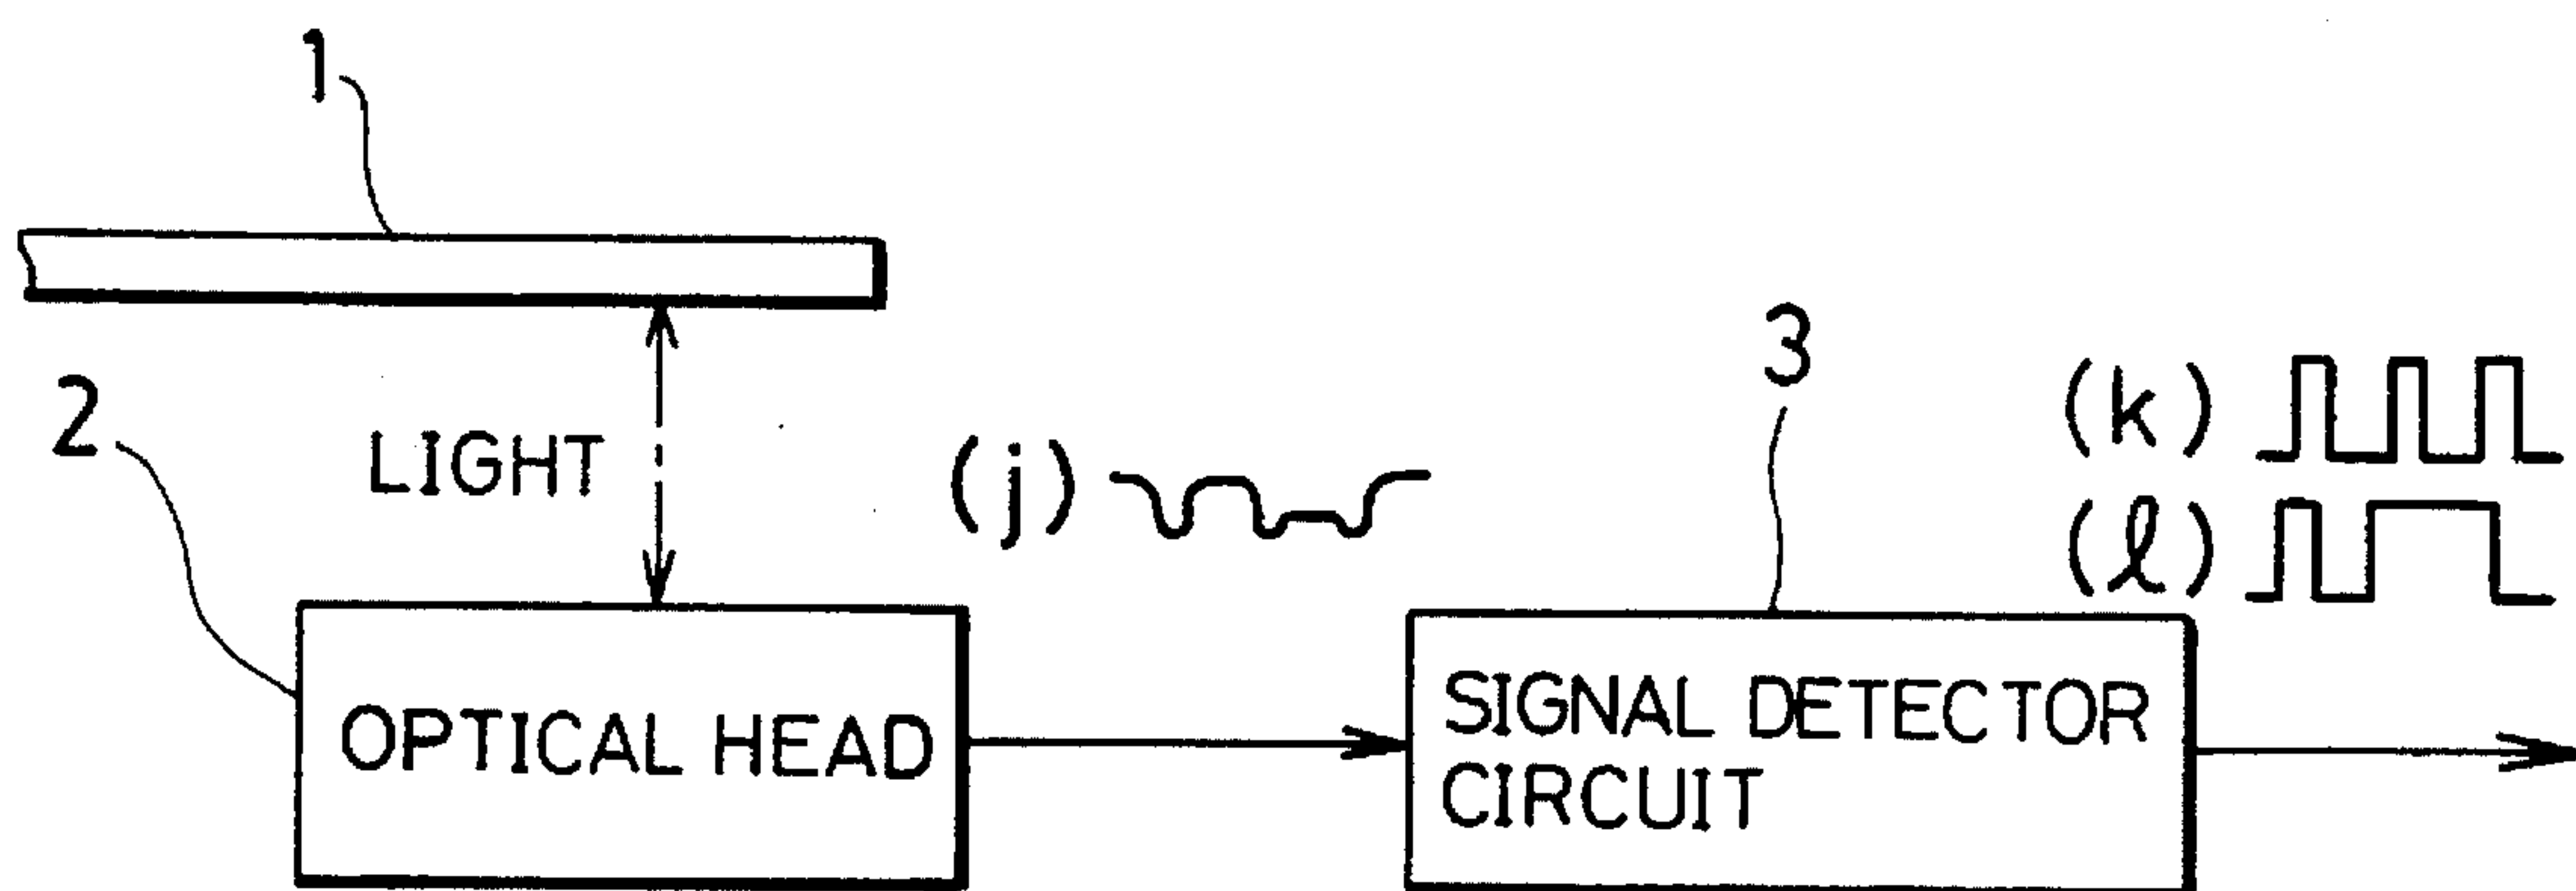 1
2
LIGHT
(j)
3
(k)
(ℓ)
OPTICAL HEAD
SIGNAL DETECTOR
CIRCUIT